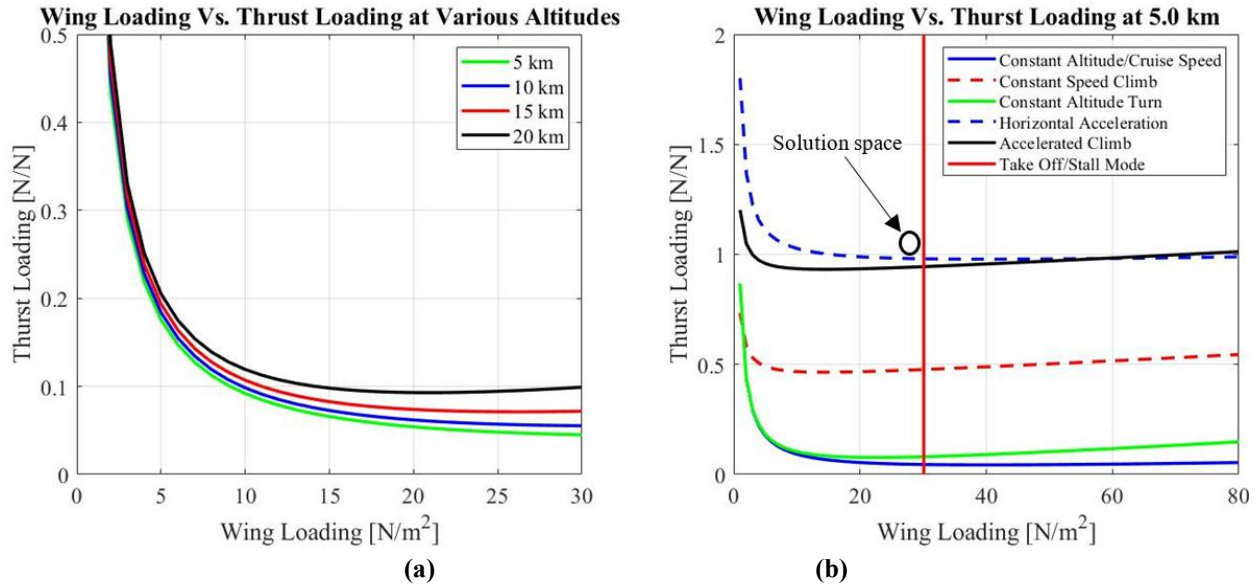 Wing Loading Vs. Thrust Loading at Various Altitudes
0.5
0.4
0.3
0.2
0.1
0
Thrust Loading [N/N]
5 km
10 km
15 km
20 km
0 5 10 15 20 25 30
Wing Loading [N/m²]
(a)
Wing Loading Vs. Thurst Loading at 5.0 km
2
1.5
1
0.5
0
Thurst Loading [N/N]
Constant Altitude/Cruise Speed
Constant Speed Climb
Constant Altitude Turn
Horizontal Acceleration
Accelerated Climb
Take Off/Stall Mode
Solution space
0 20 40 60 80
Wing Loading [N/m²]
(b)